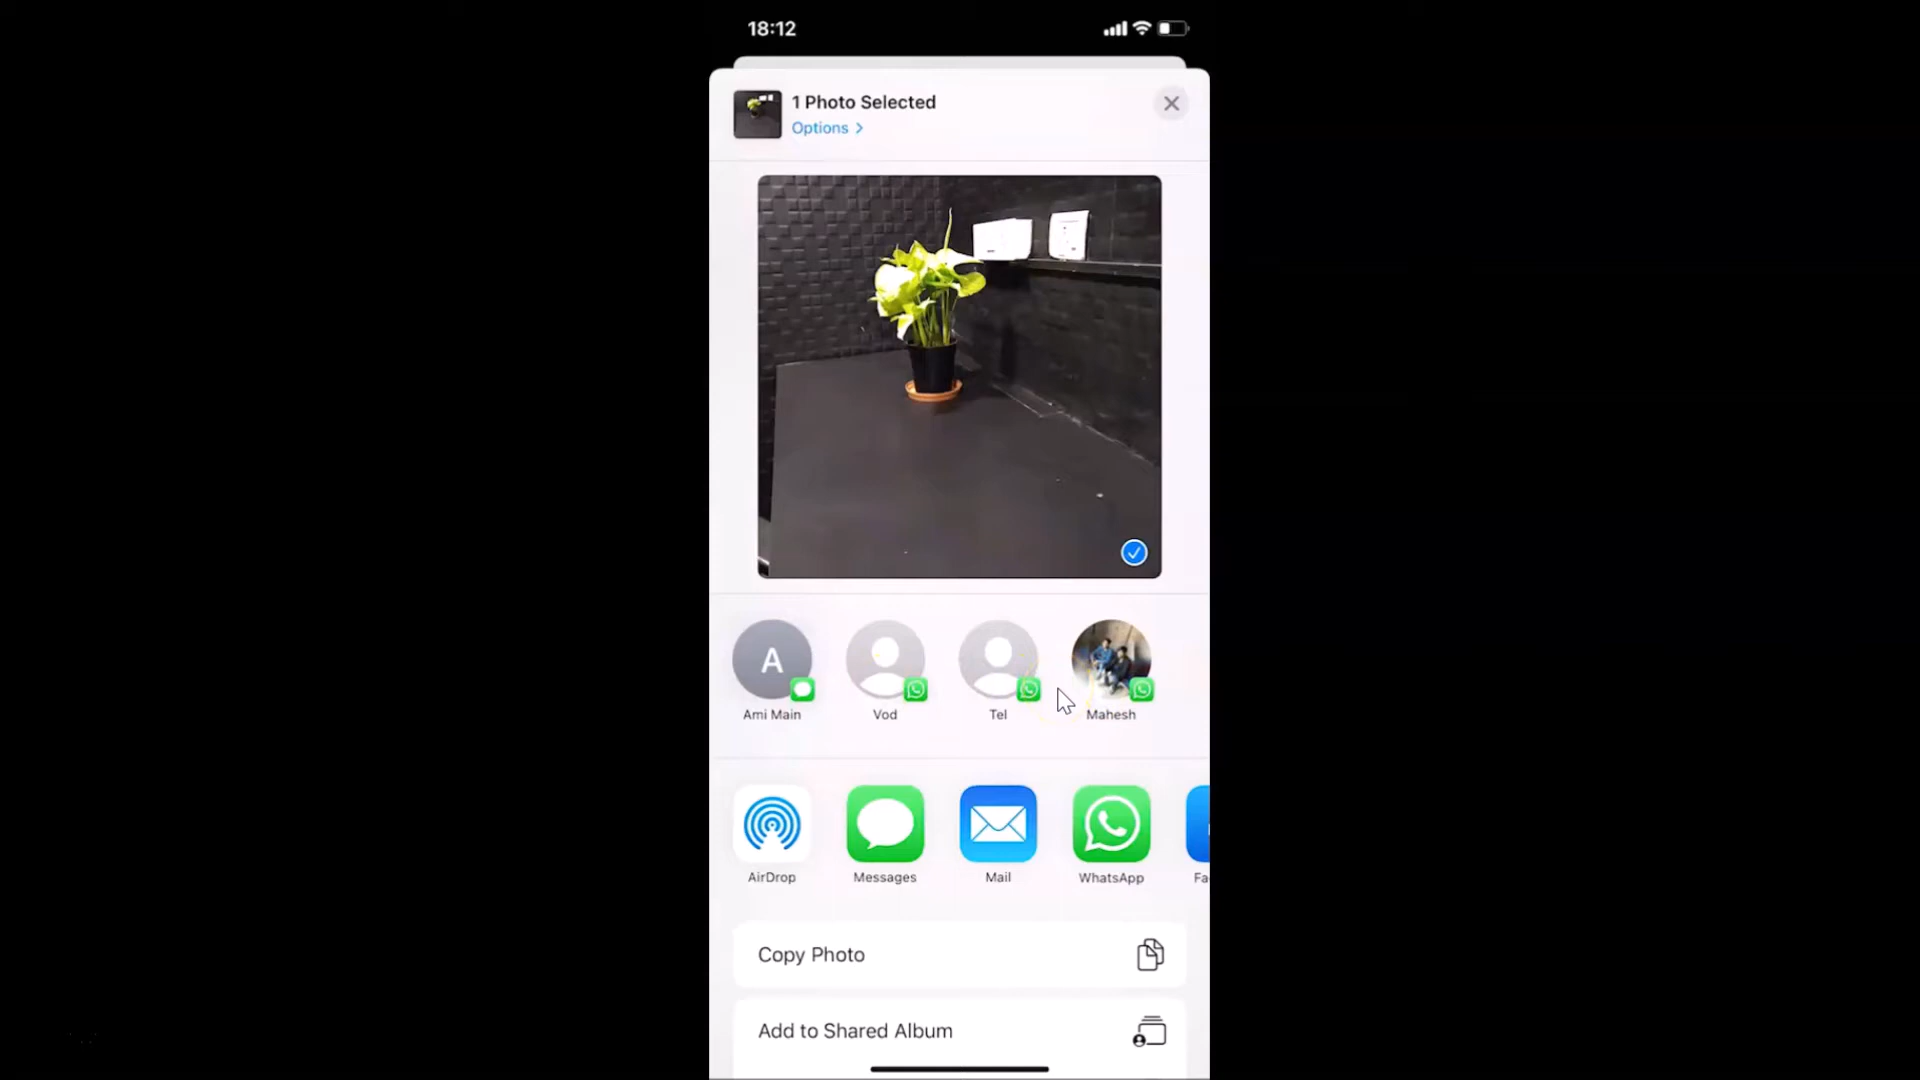 18:12
1 Photo Selected
Options >
A
Ami Main
Vod
Tel
Mahesh
AirDrop
Messages
Mail
WhatsApp
Fa
Copy Photo
Add to Shared Album